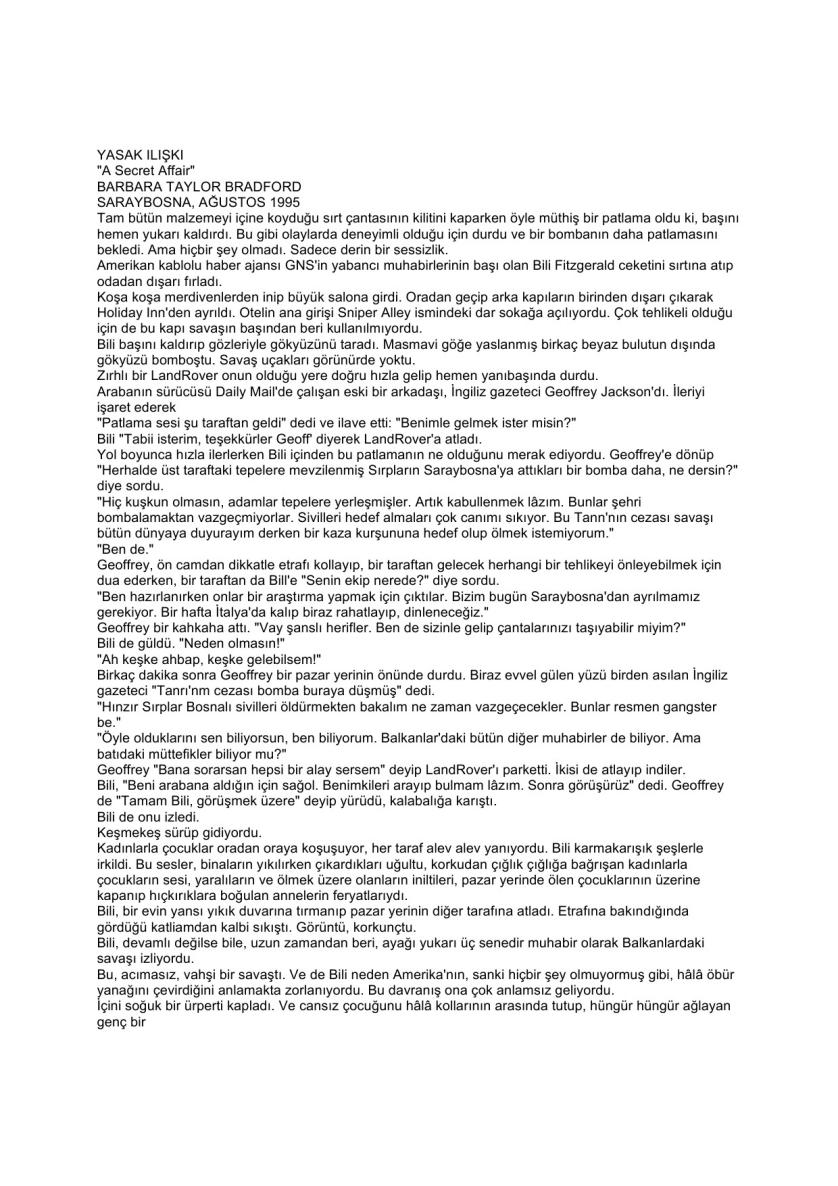 YASAK ILIŞKI
"A Secret Affair"
BARBARA TAYLOR BRADFORD
SARAYBOSNA, AĞUSTOS 1995
Tam bütün malzemeyi içine koyduğu sırt çantasının kilitini kaparken öyle müthiş bir patlama oldu ki, başını
hemen yukarı kaldırdı. Bu gibi olaylarda deneyimli olduğu için durdu ve bir bombanın daha patlamasını
bekledi. Ama hiçbir şey olmadı. Sadece derin bir sessizlik.
Amerikan kablolu haber ajansı GNS'in yabancı muhabirlerinin başı olan Bili Fitzgerald ceketini sırtına atıp
odadan dışarı fırladı.
Koşa koşa merdivenlerden inip büyük salona girdi. Oradan geçip arka kapıların birinden dışarı çıkarak
Holiday Inn'den ayrıldı. Otelin ana girişi Sniper Alley ismindeki dar sokağa açılıyordu. Çok tehlikeli olduğu
için de bu kapı savaşın başından beri kullanılmıyordu.
Bili başını kaldırıp gözleriyle gökyüzünü taradı. Masmavi göğe yaslanmış birkaç beyaz bulutun dışında
gökyüzü bomboştu. Savaş uçakları görünürde yoktu.
Zırhlı bir LandRover onun olduğu yere doğru hızla gelip hemen yanıbaşında durdu.
Arabanın sürücüsü Daily Mail'de çalışan eski bir arkadaşı, İngiliz gazeteci Geoffrey Jackson'dı. İleriyi
işaret ederek
"Patlama sesi şu taraftan geldi" dedi ve ilave etti: "Benimle gelmek ister misin?"
Bili "Tabii isterim, teşekkürler Geoff' diyerek LandRover'a atladı.
Yol boyunca hızla ilerlerken Bili içinden bu patlamanın ne olduğunu merak ediyordu. Geoffrey'e dönüp
"Herhalde üst taraftaki tepelere mevzilenmiş Sırpların Saraybosna'ya attıkları bir bomba daha, ne dersin?"
diye sordu.
"Hiç kuşkun olmasın, adamlar tepelere yerleşmişler. Artık kabullenmek lâzım. Bunlar şehri
bombalamaktan vazgeçmiyorlar. Sivilleri hedef almaları çok canımı sıkıyor. Bu Tann'nın cezası savaşı
bütün dünyaya duyurayım derken bir kaza kurşununa hedef olup ölmek istemiyorum."
"Ben de."
Geoffrey, ön camdan dikkatle etrafı kollayıp, bir taraftan gelecek herhangi bir tehlikeyi önleyebilmek için
dua ederken, bir taraftan da Bill'e "Senin ekip nerede?" diye sordu.
"Ben hazırlanırken onlar bir araştırma yapmak için çıktılar. Bizim bugün Saraybosna'dan ayrılmamız
gerekiyor. Bir hafta İtalya'da kalıp biraz rahatlayıp, dinleneceğiz."
Geoffrey bir kahkaha attı. "Vay şanslı herifler. Ben de sizinle gelip çantalarınızı taşıyabilir miyim?"
Bili de güldü. "Neden olmasın!"
"Ah keşke ahbap, keşke gelebilsem!"
Birkaç dakika sonra Geoffrey bir pazar yerinin önünde durdu. Biraz evvel gülen yüzü birden asılan İngiliz
gazeteci "Tanrı'nm cezası bomba buraya düşmüş" dedi.
"Hınzır Sırplar Bosnalı sivilleri öldürmekten bakalım ne zaman vazgeçecekler. Bunlar resmen gangster
be."
"Öyle olduklarını sen biliyorsun, ben biliyorum. Balkanlar'daki bütün diğer muhabirler de biliyor. Ama
batıdaki müttefikler biliyor mu?"
Geoffrey "Bana sorarsan hepsi bir alay sersem" deyip LandRover'ı parketti. İkisi de atlayıp indiler.
Bili, "Beni arabana aldığın için sağol. Benimkileri arayıp bulmam lâzım. Sonra görüşürüz" dedi. Geoffrey
de "Tamam Bili, görüşmek üzere" deyip yürüdü, kalabalığa karıştı.
Bili de onu izledi.
Keşmekeş sürüp gidiyordu.
Kadınlarla çocuklar oradan oraya koşuşuyor, her taraf alev alev yanıyordu. Bili karmakarışık şeşlerle
irkildi. Bu sesler, binaların yıkılırken çıkardıkları uğultu, korkudan çığlık çığlığa bağrışan kadınlarla
çocukların sesi, yaralıların ve ölmek üzere olanların iniltileri, pazar yerinde ölen çocuklarının üzerine
kapanıp hıçkırıklara boğulan annelerin feryatlarıydı.
Bili, bir evin yansı yıkık duvarına tırmanıp pazar yerinin diğer tarafına atladı. Etrafına bakındığında
gördüğü katliamdan kalbi sıkıştı. Görüntü, korkunçtu.
Bili, devamlı değilse bile, uzun zamandan beri, ayağı yukarı üç senedir muhabir olarak Balkanlardaki
savaşı izliyordu.
Bu, acımasız, vahşi bir savaştı. Ve de Bili neden Amerika'nın, sanki hiçbir şey olmuyormuş gibi, hâlâ öbür
yanağını çevirdiğini anlamakta zorlanıyordu. Bu davranış ona çok anlamsız geliyordu.
İçini soğuk bir ürperti kapladı. Ve cansız çocuğunu hâlâ kollarının arasında tutup, hüngür hüngür ağlayan
genç bir